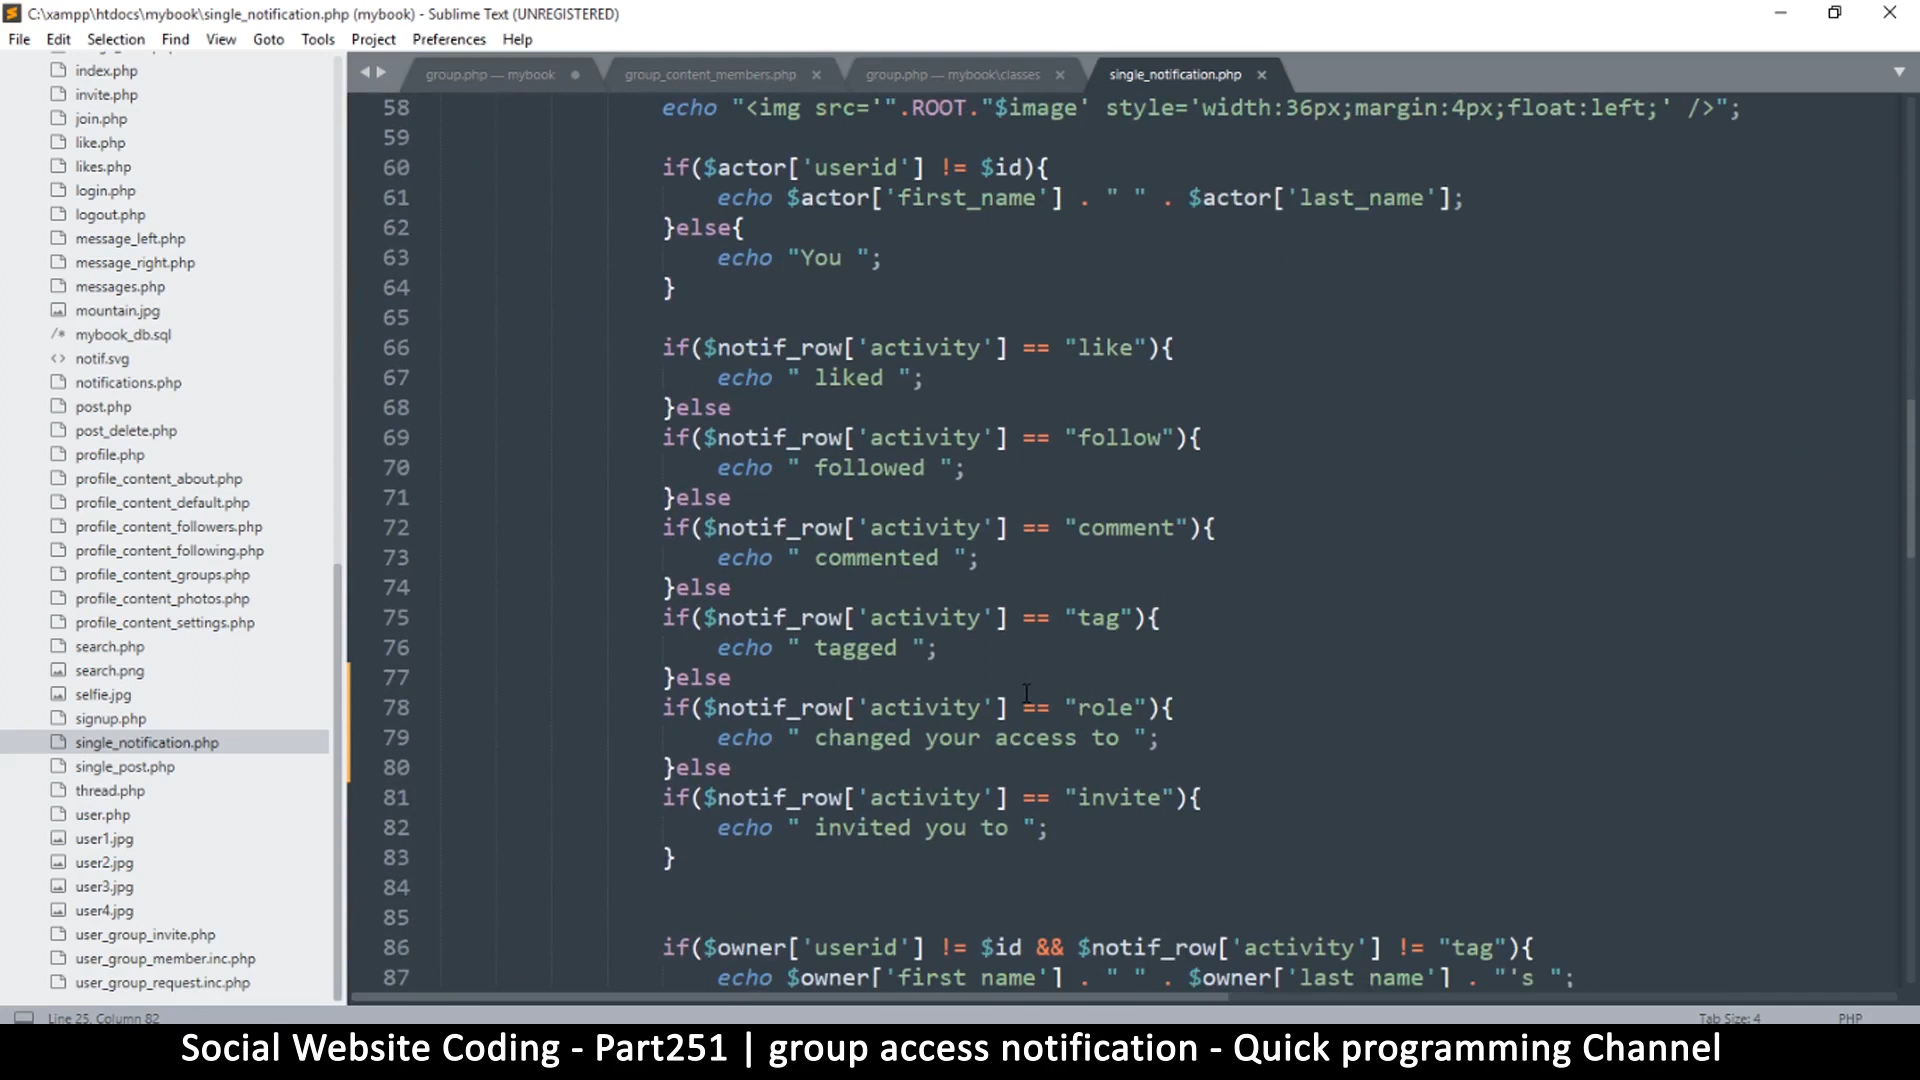 C:\xampp\htdocs\mybook\single_notification.php (mybook) - Sublime Text (UNREGISTERED)
File Edit Selection Find View Goto Tools Project Preferences Help
index.php
invite.php
join.php
like.php
likes.php
login.php
logout.php
message_left.php
message_right.php
messages.php
mountain.jpg
mybook_db.sql
notif.svg
notifications.php
post.php
post_delete.php
profile.php
profile_content_about.php
profile_content_default.php
profile_content_followers.php
profile_content_following.php
profile_content_groups.php
profile_content_photos.php
profile_content_settings.php
search.php
search.png
selfie.jpg
signup.php
single_notification.php
single_post.php
thread.php
user.php
user1.jpg
user2.jpg
user3.jpg
user4.jpg
user_group_invite.php
user_group_member.inc.php
user_group_request.inc.php
group.php — mybook group_content_members.php group.php — mybook\classes single_notification.php
58 echo "<img src='".ROOT."$image' style='width:36px;margin:4px;float:left;' />";
59
60 if($actor['userid'] != $id){
61 echo $actor['first_name'] . " " . $actor['last_name'];
62 }else{
63 echo "You ";
64 }
65
66 if($notif_row['activity'] == "like"){
67 echo " liked ";
68 }else
69 if($notif_row['activity'] == "follow"){
70 echo " followed ";
71 }else
72 if($notif_row['activity'] == "comment"){
73 echo " commented ";
74 }else
75 if($notif_row['activity'] == "tag"){
76 echo " tagged ";
77 }else
78 if($notif_row['activity'] == "role"){
79 echo " changed your access to ";
80 }else
81 if($notif_row['activity'] == "invite"){
82 echo " invited you to ";
83 }
84
85
86 if($owner['userid'] != $id && $notif_row['activity'] != "tag"){
87 echo $owner['first name'] . " " . $owner['last name'] . "'s ";
Line 25, Column 82 Tab Size: 4 PHP
Social Website Coding - Part251 | group access notification - Quick programming Channel